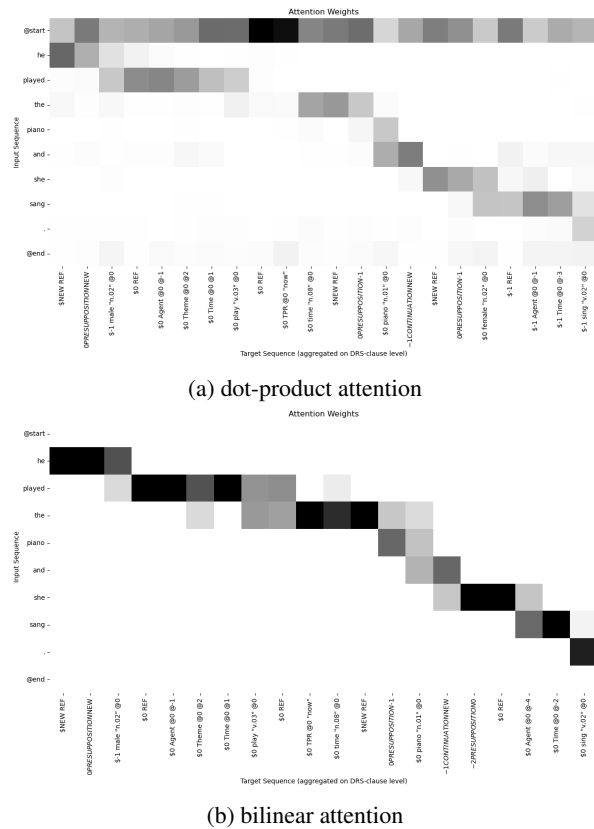 Attention Weights
@start
he
played
the
piano
and
she
sang
.
@end
Input Sequence
$NEW REF
0PRESUPPOSITIONNEW
$-1 male "n.02" @0
$0 REF
$0 Agent @0 @-1
$0 Theme @0 @2
$0 Time @0 @1
$0 play "v.03" @0
$0 REF
$0 TPR @0 "now"
$0 time "n.08" @0
$NEW REF
0PRESUPPOSITION-1
$0 piano "n.01" @0
-1CONTINUATIONNEW
$NEW REF
0PRESUPPOSITION-1
$0 female "n.02" @0
$-1 REF
$-1 Agent @0 @-1
$-1 Time @0 @-3
$-1 sing "v.02" @0
Target Sequence (aggregated on DRS-clause level)
(a) dot-product attention
Attention Weights
@start
he
played
the
piano
and
she
sang
.
@end
Input Sequence
$NEW REF
0PRESUPPOSITIONNEW
$-1 male "n.02" @0
$0 REF
$0 Agent @0 @-1
$0 Theme @0 @2
$0 Time @0 @1
$0 play "v.03" @0
$0 REF
$0 TPR @0 "now"
$0 time "n.08" @0
$NEW REF
0PRESUPPOSITION-1
$0 piano "n.01" @0
-1CONTINUATIONNEW
-2PRESUPPOSITION0
$0 REF
$0 Agent @0 @-4
$0 Time @0 @-2
$0 sing "v.02" @0
Target Sequence (aggregated on DRS-clause level)
(b) bilinear attention